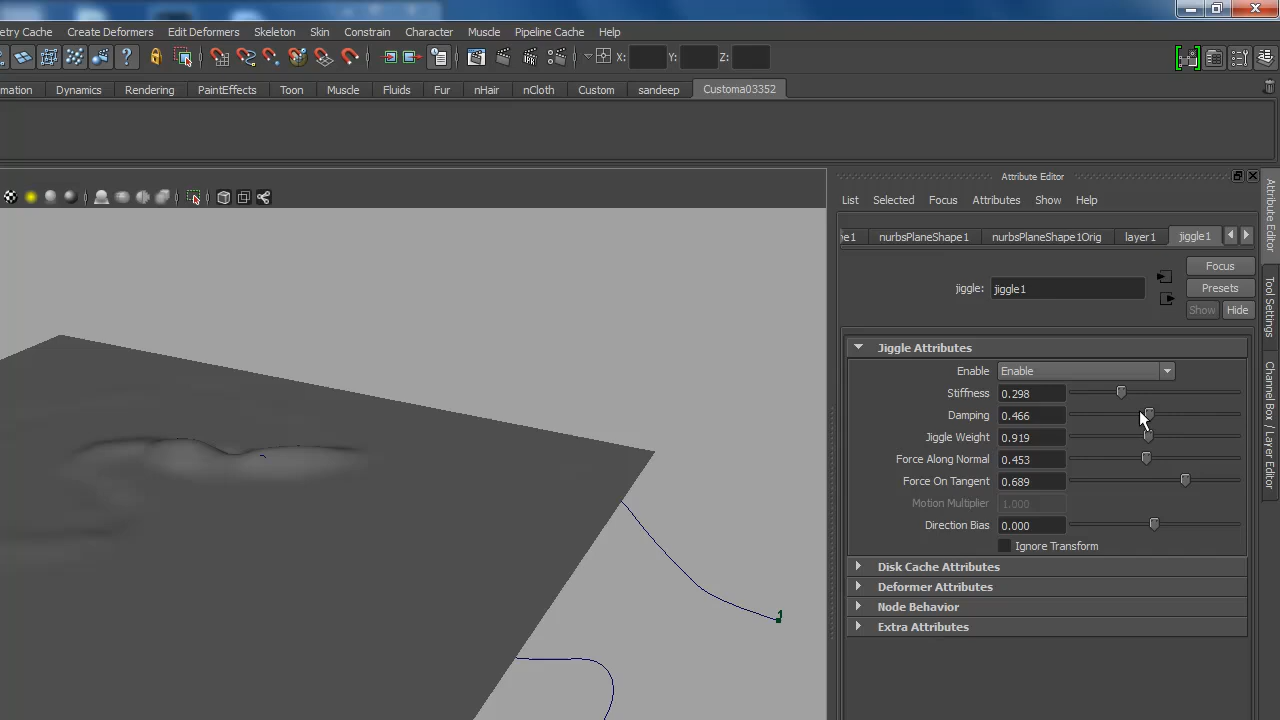 etry Cache Create Deformers Edit Deformers Skeleton Skin Constrain Character Muscle Pipeline Cache Help
X: Y: Z:
mation Dynamics Rendering PaintEffects Toon Muscle Fluids Fur nHair nCloth Custom sandeep Customa03352
Attribute Editor
List Selected Focus Attributes Show Help
ne1 nurbsPlaneShape1 nurbsPlaneShape1Orig layer1 jiggle1
Focus
jiggle: jiggle1 Presets
Show Hide
Jiggle Attributes
Enable Enable
Stiffness 0.298
Damping 0.466
Jiggle Weight 0.919
Force Along Normal 0.453
Force On Tangent 0.689
Motion Multiplier 1.000
Direction Bias 0.000
Ignore Transform
Disk Cache Attributes
Deformer Attributes
Node Behavior
Extra Attributes
Attribute Editor
Tool Settings
Channel Box / Layer Editor
1